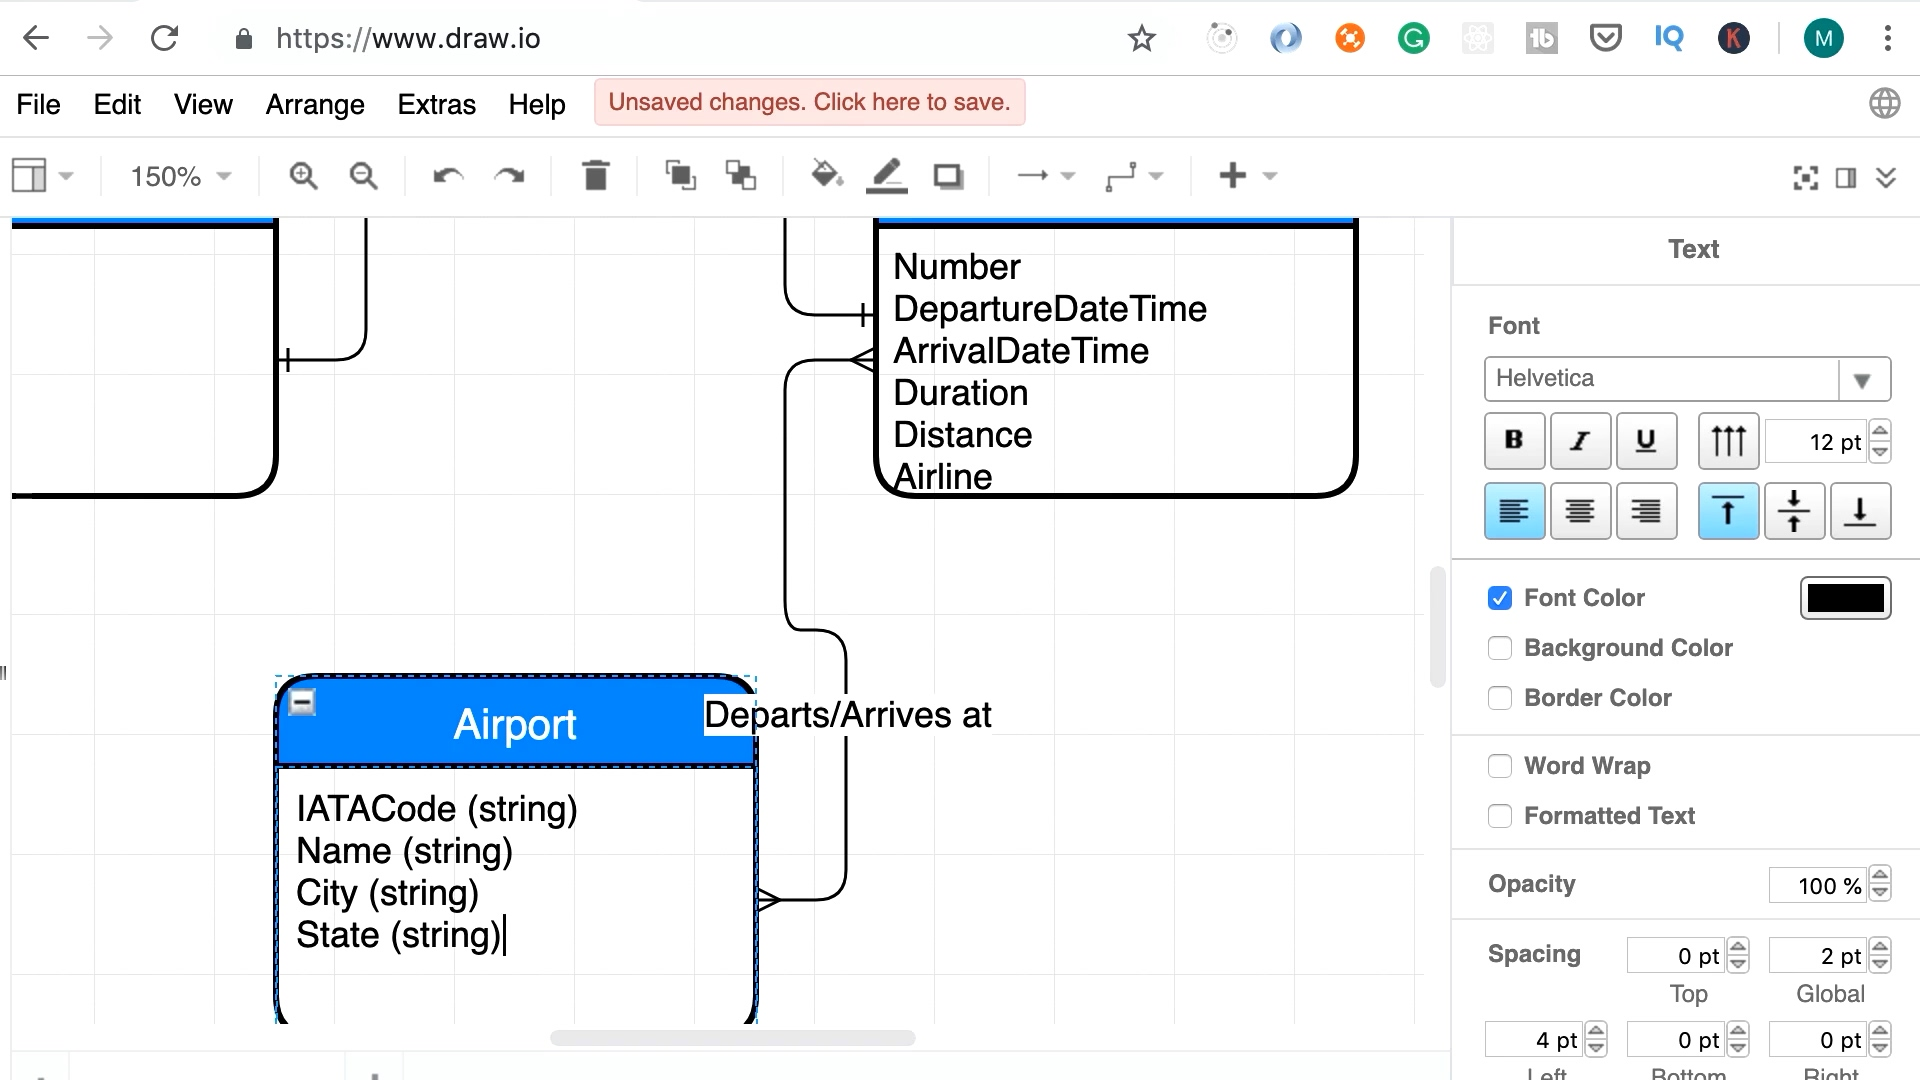 https://www.draw.io
M
File Edit View Arrange Extras Help Unsaved changes. Click here to save.
150%
Number
DepartureDateTime
ArrivalDateTime
Duration
Distance
Airline
Airport
Departs/Arrives at
IATACode (string)
Name (string)
City (string)
State (string)
Text
Font
Helvetica
B I U 12 pt
Font Color
Background Color
Border Color
Word Wrap
Formatted Text
Opacity 100 %
Spacing 0 pt 2 pt
Top Global
4 pt 0 pt 0 pt
Left Bottom Right